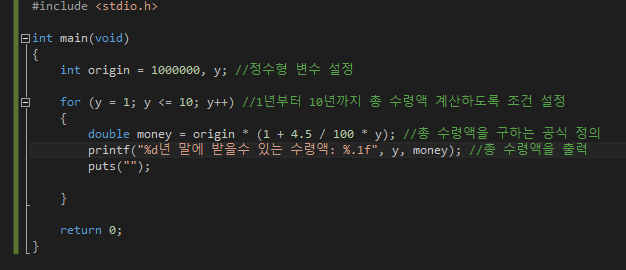 #include <stdio.h>
int main(void)
{
int origin = 1000000, y; //정수형 변수 설정
for (y = 1; y <= 10; y++) //1년부터 10년까지 총 수령액 계산하도록 조건 설정
{
double money = origin * (1 + 4.5 / 100 * y); //총 수령액을 구하는 공식 정의
printf("%d년 말에 받을수 있는 수령액: %.1f", y, money); //총 수령액을 출력
puts("");
}
return 0;
}